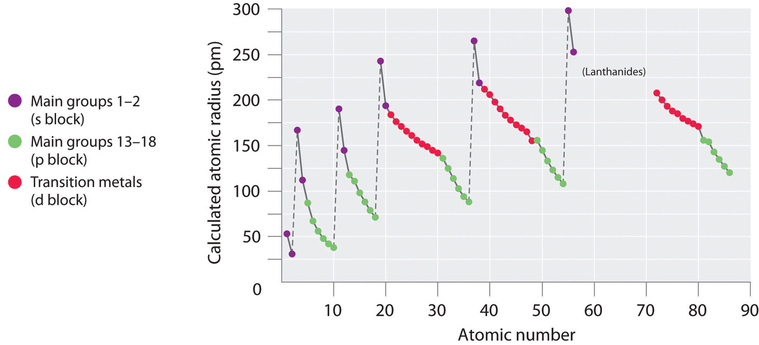 Main groups 1–2
(s block)
Main groups 13–18
(p block)
Transition metals
(d block)
Calculated atomic radius (pm)
300
250
200
150
100
50
0
(Lanthanides)
10
20
30
40
50
60
70
80
90
Atomic number